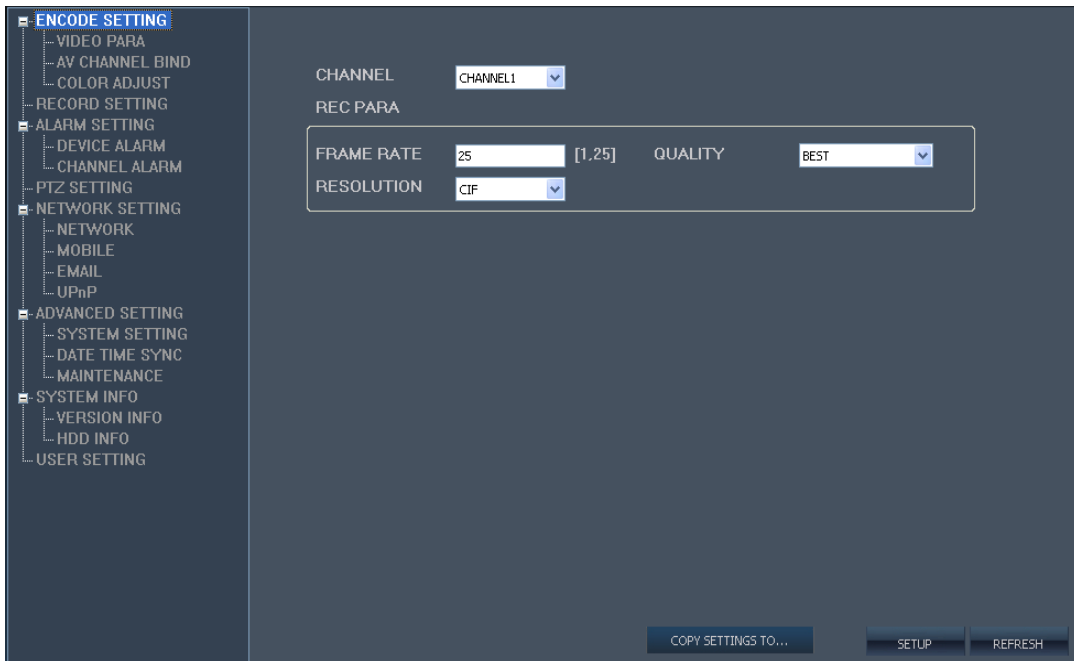 ENCODE SETTING
VIDEO PARA
AV CHANNEL BIND
COLOR ADJUST
RECORD SETTING
ALARM SETTING
DEVICE ALARM
CHANNEL ALARM
PTZ SETTING
NETWORK SETTING
NETWORK
MOBILE
EMAIL
UPnP
ADVANCED SETTING
SYSTEM SETTING
DATE TIME SYNC
MAINTENANCE
SYSTEM INFO
VERSION INFO
HDD INFO
USER SETTING
CHANNEL CHANNEL1
REC PARA
FRAME RATE 25 [1,25] QUALITY BEST
RESOLUTION CIF
COPY SETTINGS TO... SETUP REFRESH